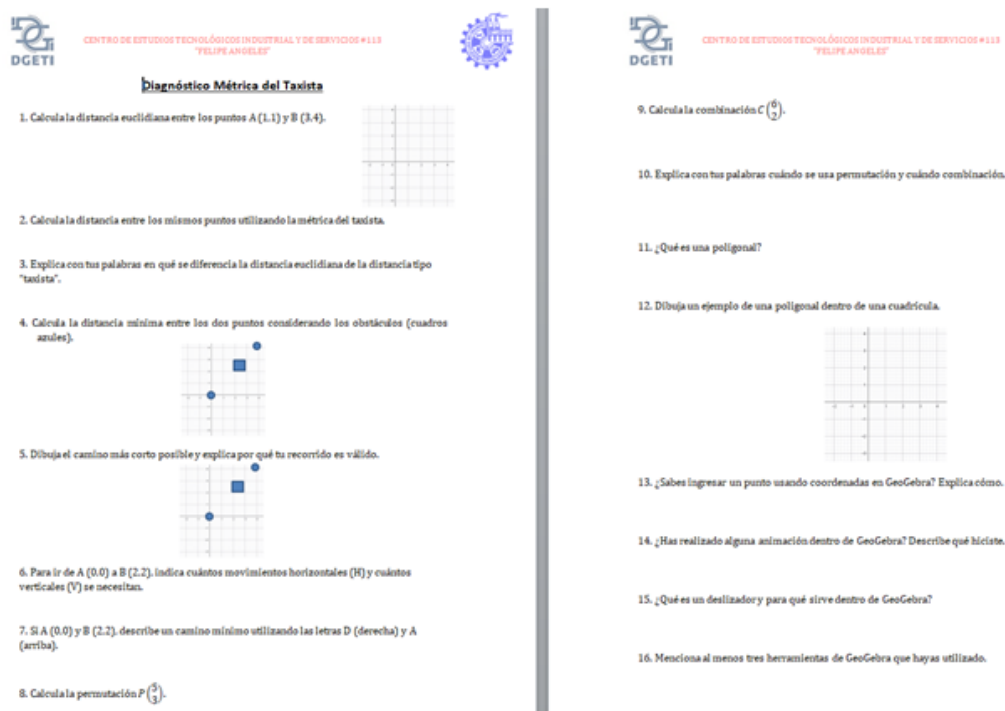 DGETI
CENTRO DE ESTUDIOS TECNOLÓGICOS INDUSTRIAL Y DE SERVICIOS #113
"FELIPE ANGELES"
Diagnóstico Métrica del Taxista
1. Calcula la distancia euclidiana entre los puntos A (1,1) y B (3,4).
2. Calcula la distancia entre los mismos puntos utilizando la métrica del taxista.
3. Explica con tus palabras en qué se diferencia la distancia euclidiana de la distancia tipo
"taxista".
4. Calcula la distancia mínima entre los dos puntos considerando los obstáculos (cuadros
azules).
5. Dibuja el camino más corto posible y explica por qué tu recorrido es válido.
6. Para ir de A (0,0) a B (2,2), indica cuántos movimientos horizontales (H) y cuántos
verticales (V) se necesitan.
7. Si A (0,0) y B (2,2), describe un camino mínimo utilizando las letras D (derecha) y A
(arriba).
8. Calcula la permutación P(5 3).
DGETI
CENTRO DE ESTUDIOS TECNOLÓGICOS INDUSTRIAL Y DE SERVICIOS #113
"FELIPE ANGELES"
9. Calcula la combinación C(6 2).
10. Explica con tus palabras cuándo se usa permutación y cuándo combinación.
11. ¿Qué es una poligonal?
12. Dibuja un ejemplo de una poligonal dentro de una cuadrícula.
13. ¿Sabes ingresar un punto usando coordenadas en GeoGebra? Explica cómo.
14. ¿Has realizado alguna animación dentro de GeoGebra? Describe qué hiciste.
15. ¿Qué es un deslizador y para qué sirve dentro de GeoGebra?
16. Menciona al menos tres herramientas de GeoGebra que hayas utilizado.